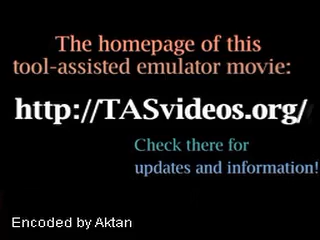 The homepage of this
tool-assisted emulator movie:
http://TASvideos.org/
Check there for
updates and information!
Encoded by Aktan